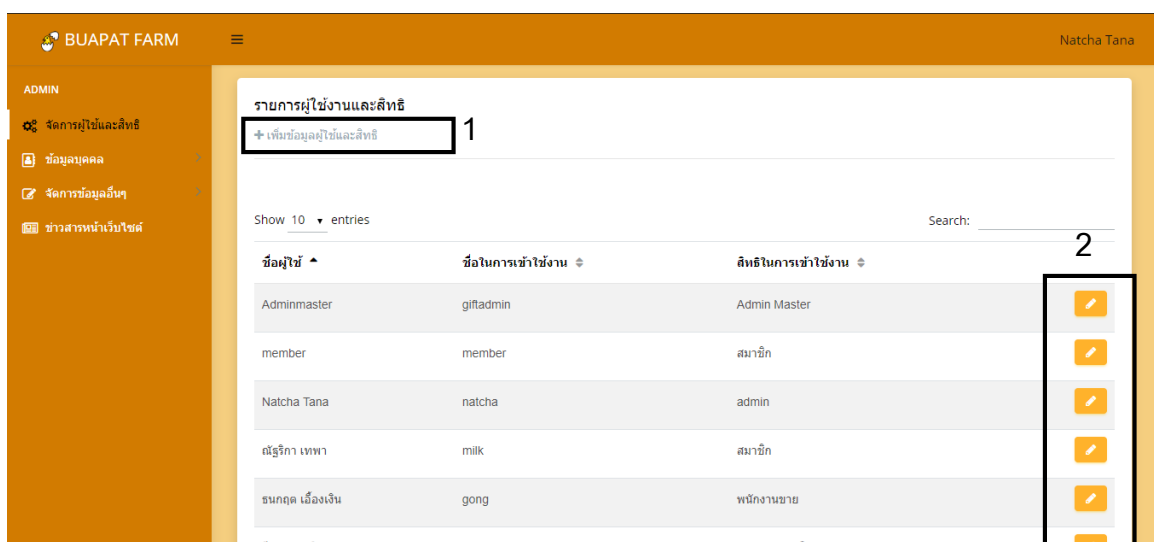 BUAPAT FARM
Natcha Tana
ADMIN
จัดการผู้ใช้และสิทธิ
ข้อมูลบุคคล
จัดการข้อมูลอื่นๆ
ข่าวสารหน้าเว็บไซต์
รายการผู้ใช้งานและสิทธิ
+ เพิ่มข้อมูลผู้ใช้และสิทธิ 1
Show 10 entries Search:
2
ชื่อผู้ใช้ ชื่อในการเข้าใช้งาน สิทธิในการเข้าใช้งาน
Adminmaster giftadmin Admin Master
member member สมาชิก
Natcha Tana natcha admin
ณัฐริกา เทพา milk สมาชิก
ธนกฤต เอื้องเงิน gong พนักงานขาย